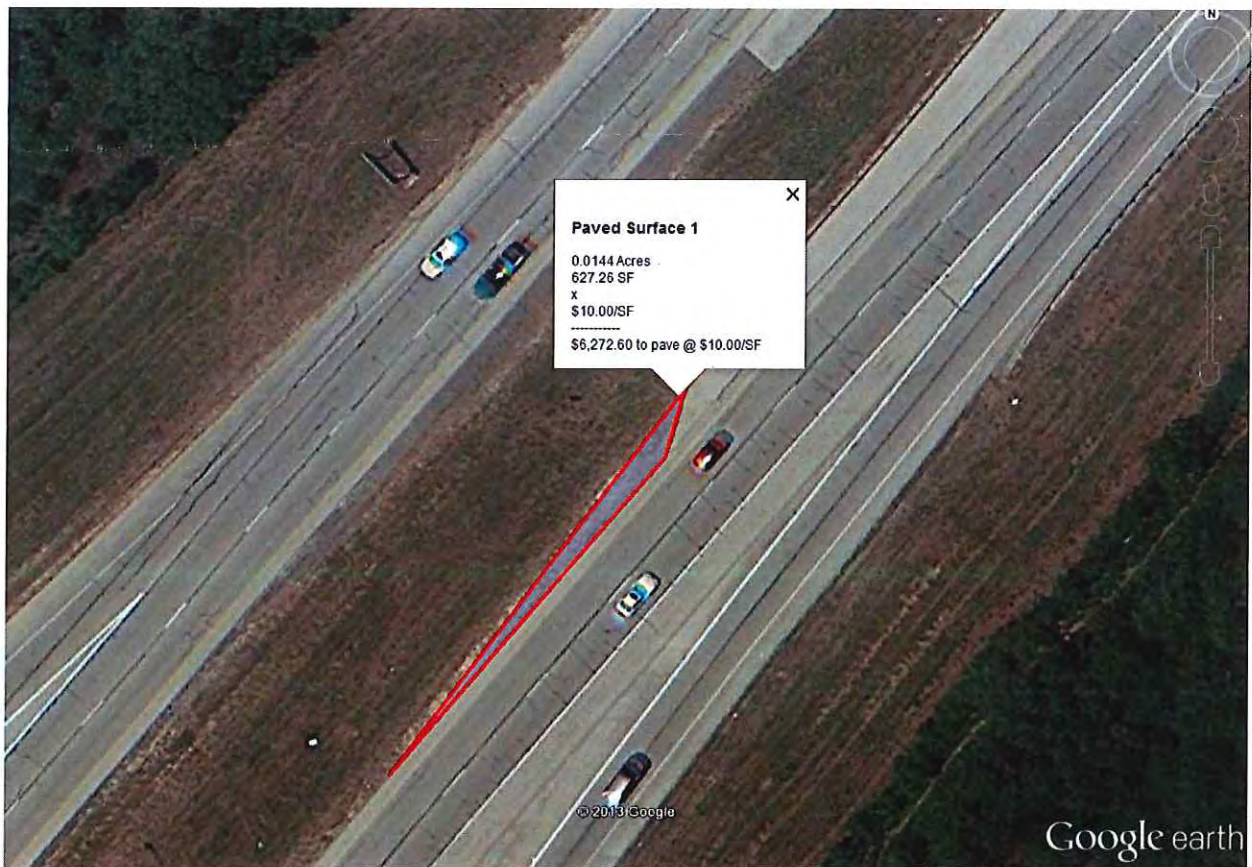 N
Paved Surface 1
0.0144 Acres
627.26 SF
x
$10.00/SF
-----------
$6,272.60 to pave @ $10.00/SF
© 2013 Google
Google earth